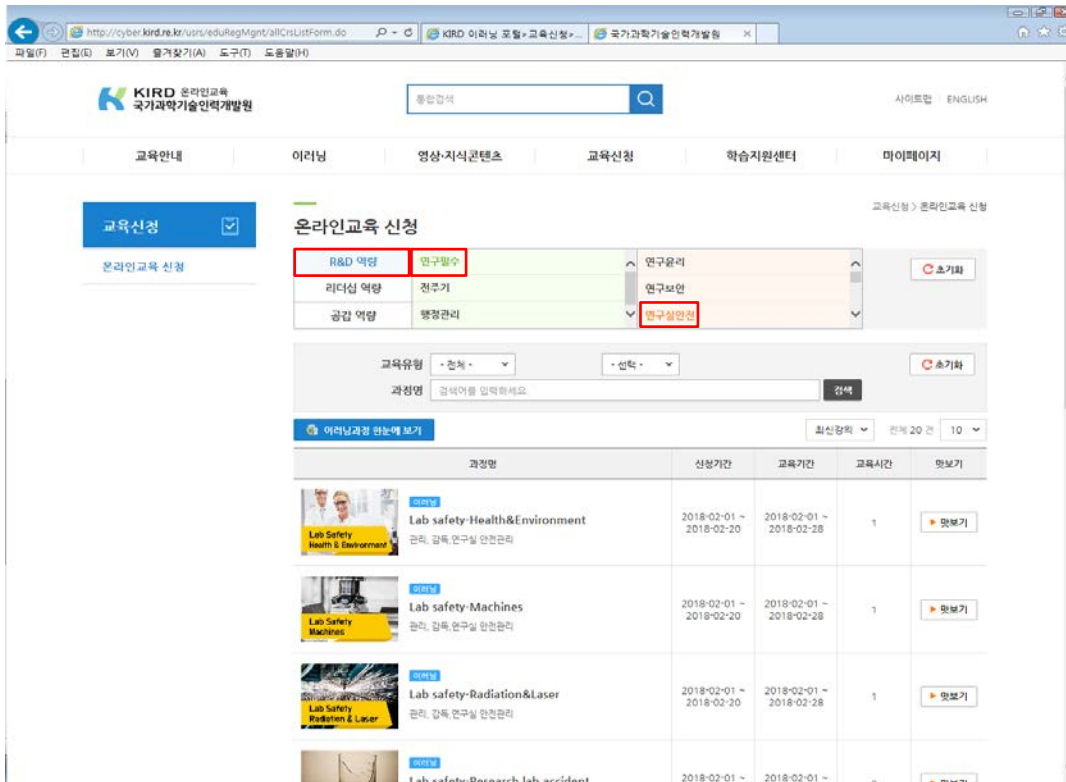 http://cyber.kird.re.kr/usrs/eduRegMgnt/allCrsListForm.do
KIRD 이러닝 포털>교육신청>...
국가과학기술인력개발원
파일(F) 편집(E) 보기(V) 즐겨찾기(A) 도구(T) 도움말(H)
KIRD 온라인교육
국가과학기술인력개발원
통합검색
사이트맵 ENGLISH
교육안내 이러닝 영상·지식콘텐츠 교육신청 학습지원센터 마이페이지
교육신청
온라인교육 신청
교육신청 > 온라인교육 신청
온라인교육 신청
R&D 역량 연구필수 연구윤리 초기화
리더십 역량 전주기 연구보안
공감 역량 행정관리 연구실안전
교육유형 - 전체 - - 선택 - 초기화
과정명 검색어를 입력하세요. 검색
이러닝과정 한눈에 보기 최신강의 전체 20 건 10
과정명 신청기간 교육기간 교육시간 맛보기
Lab Safety
Health & Environment
이러닝
Lab safety-Health&Environment
관리, 감독,연구실 안전관리
2018-02-01 ~ 2018-02-20
2018-02-01 ~ 2018-02-28
1
맛보기
Lab Safety
Machines
이러닝
Lab safety-Machines
관리, 감독,연구실 안전관리
2018-02-01 ~ 2018-02-20
2018-02-01 ~ 2018-02-28
1
맛보기
Lab Safety
Radiation & Laser
이러닝
Lab safety-Radiation&Laser
관리, 감독,연구실 안전관리
2018-02-01 ~ 2018-02-20
2018-02-01 ~ 2018-02-28
1
맛보기
이러닝
Lab safety-Research lab accident
2018-02-01 ~
2018-02-01 ~
맛보기